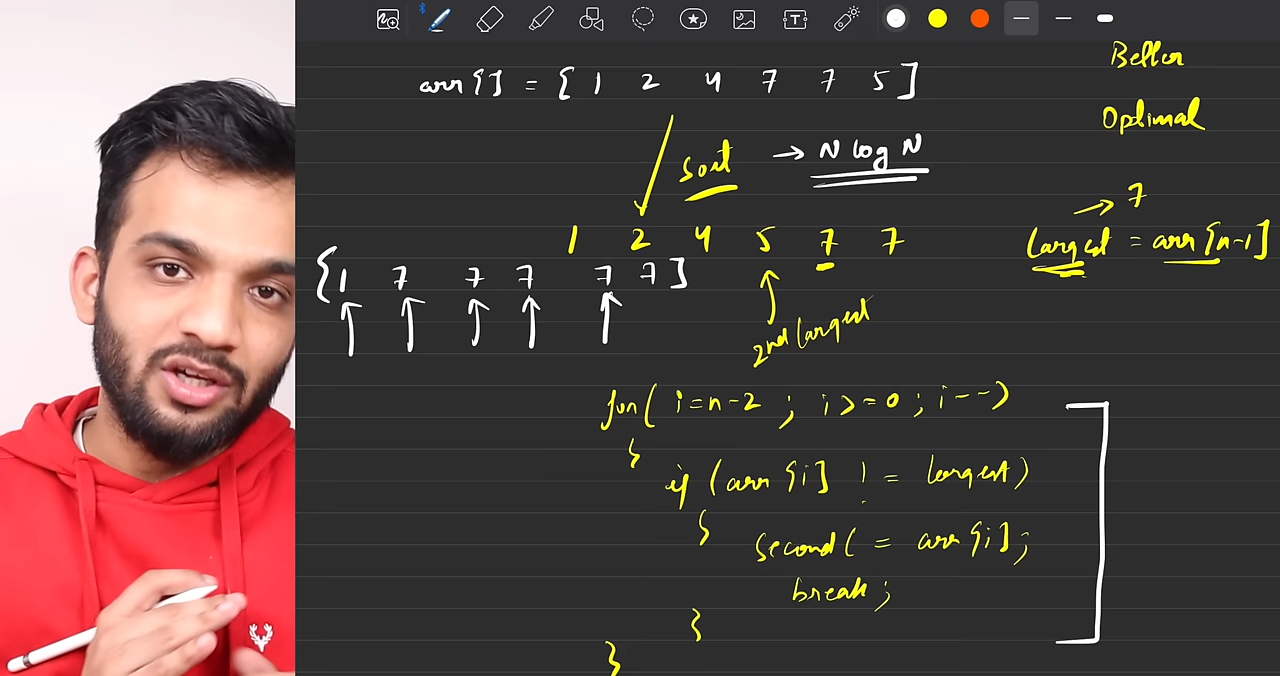 Better
Optimal
arr[] = { 1 2 4 7 7 5 }
Sort → N log N
1 2 4 5 7 7
→ 7
largest = arr[n-1]
{ 1 7 7 7 7 7 }
2nd largest
for( i=n-2 ; i>=0 ; i--)
{
if (arr[i] != largest)
{
secondl = arr[i];
break;
}
}